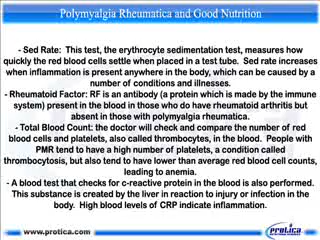 Polymyalgia Rheumatica and Good Nutrition
- Sed Rate:  This test, the erythrocyte sedimentation test, measures how
quickly the red blood cells settle when placed in a test tube.  Sed rate increases
when inflammation is present anywhere in the body, which can be caused by a
number of conditions and illnesses.
- Rheumatoid Factor: RF is an antibody (a protein which is made by the immune
system) present in the blood in those who do have rheumatoid arthritis but
absent in those with polymyalgia rheumatica.
- Total Blood Count: the doctor will check and compare the number of red
blood cells and platelets, also called thrombocytes, in the blood.  People with
PMR tend to have a high number of platelets, a condition called
thrombocytosis, but also tend to have lower than average red blood cell counts,
leading to anemia.
- A blood test that checks for c-reactive protein in the blood is also performed.
This substance is created by the liver in reaction to injury or infection in the
body.  High blood levels of CRP indicate inflammation.
www.protica.com
protica